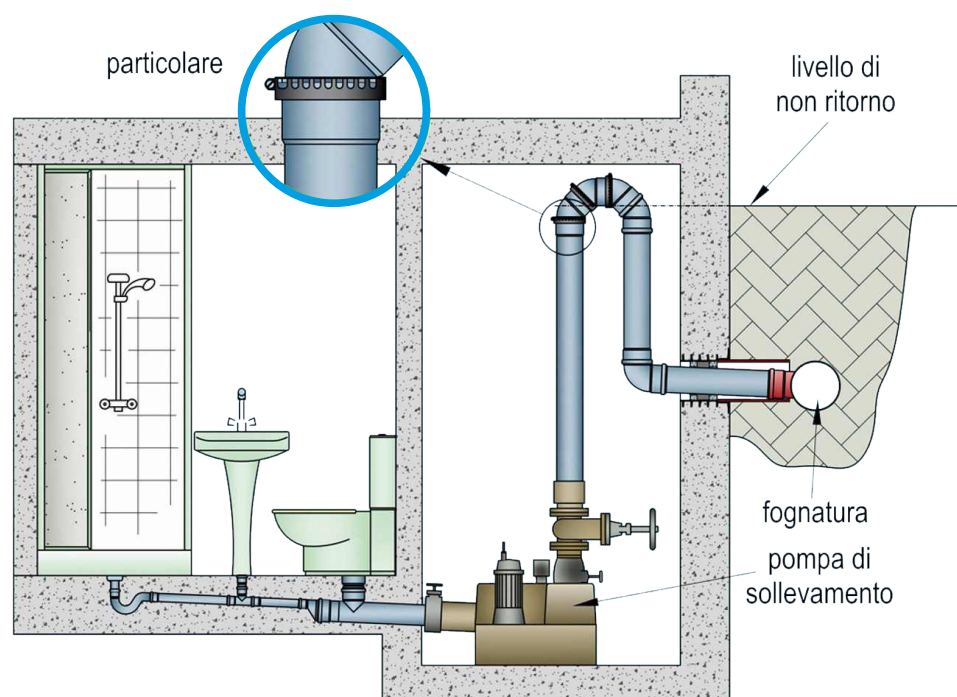 particolare
livello di
non ritorno
fognatura
pompa di
sollevamento